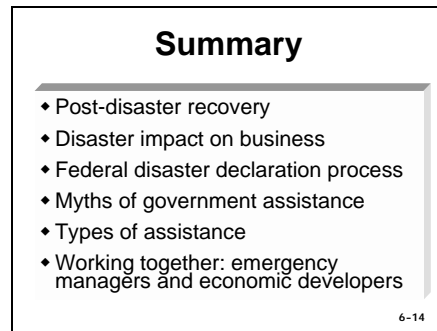 Summary
◆ Post-disaster recovery
◆ Disaster impact on business
◆ Federal disaster declaration process
◆ Myths of government assistance
◆ Types of assistance
◆ Working together: emergency
managers and economic developers
6-14